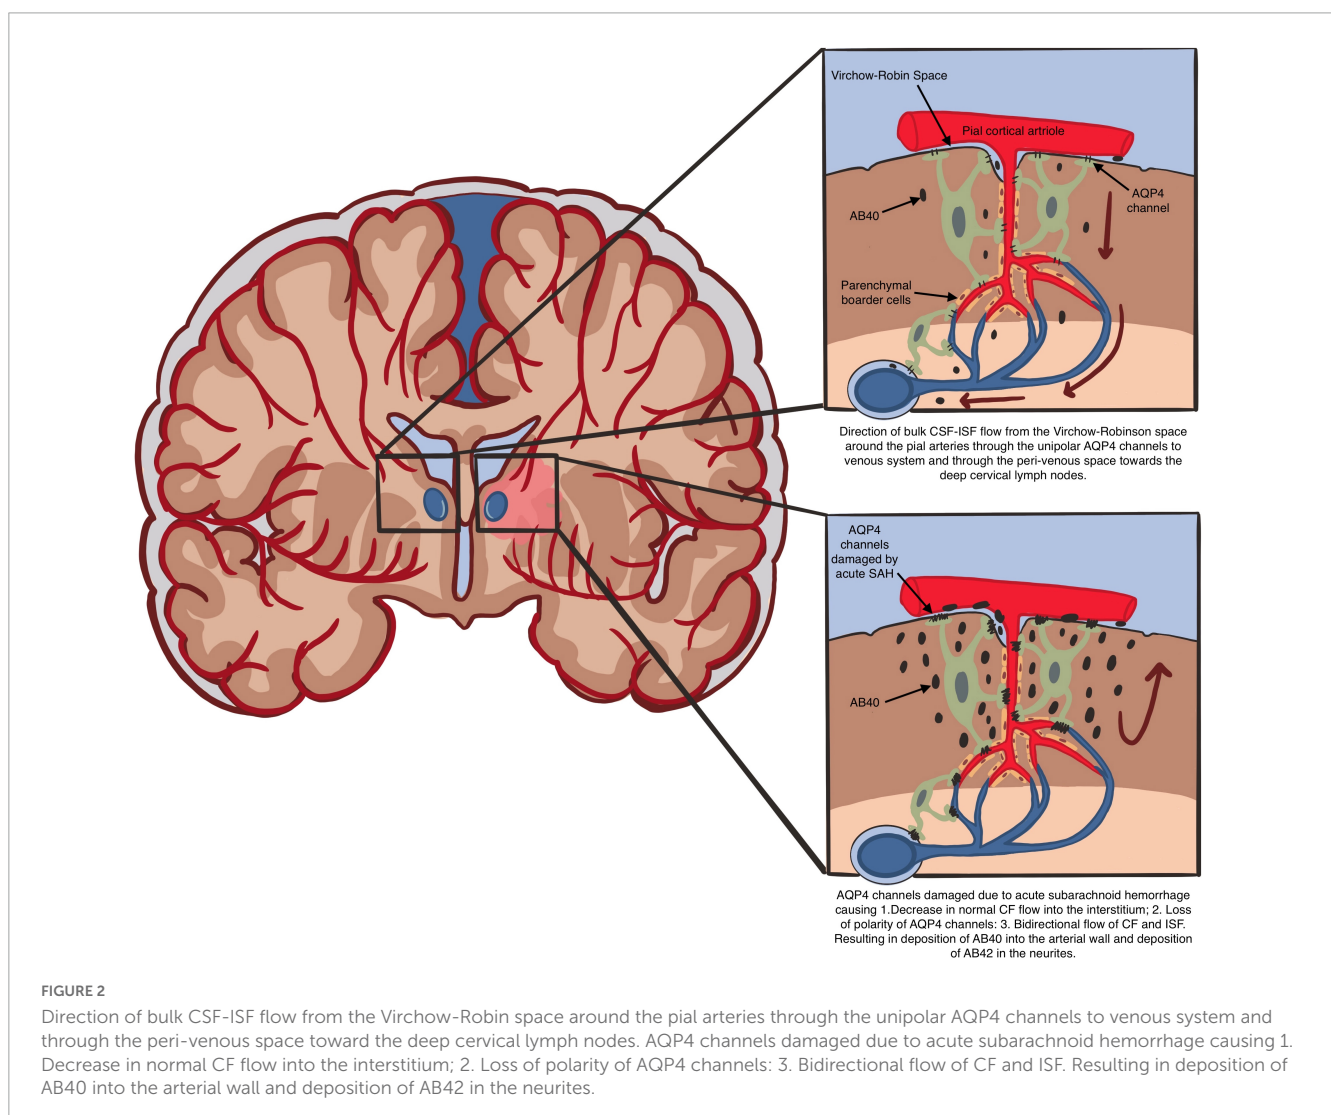 Virchow-Robin Space
Pial cortical artriole
AQP4
channel
AB40
Parenchymal
boarder cells
Direction of bulk CSF-ISF flow from the Virchow-Robinson space
around the pial arteries through the unipolar AQP4 channels to
venous system and through the peri-venous space towards the
deep cervical lymph nodes.
AQP4
channels
damaged by
acute SAH
AB40
AQP4 channels damaged due to acute subarachnoid hemorrhage
causing 1.Decrease in normal CF flow into the interstitium; 2. Loss
of polarity of AQP4 channels: 3. Bidirectional flow of CF and ISF.
Resulting in deposition of AB40 into the arterial wall and deposition
of AB42 in the neurites.
FIGURE 2
Direction of bulk CSF-ISF flow from the Virchow-Robin space around the pial arteries through the unipolar AQP4 channels to venous system and
through the peri-venous space toward the deep cervical lymph nodes. AQP4 channels damaged due to acute subarachnoid hemorrhage causing 1.
Decrease in normal CF flow into the interstitium; 2. Loss of polarity of AQP4 channels: 3. Bidirectional flow of CF and ISF. Resulting in deposition of
AB40 into the arterial wall and deposition of AB42 in the neurites.